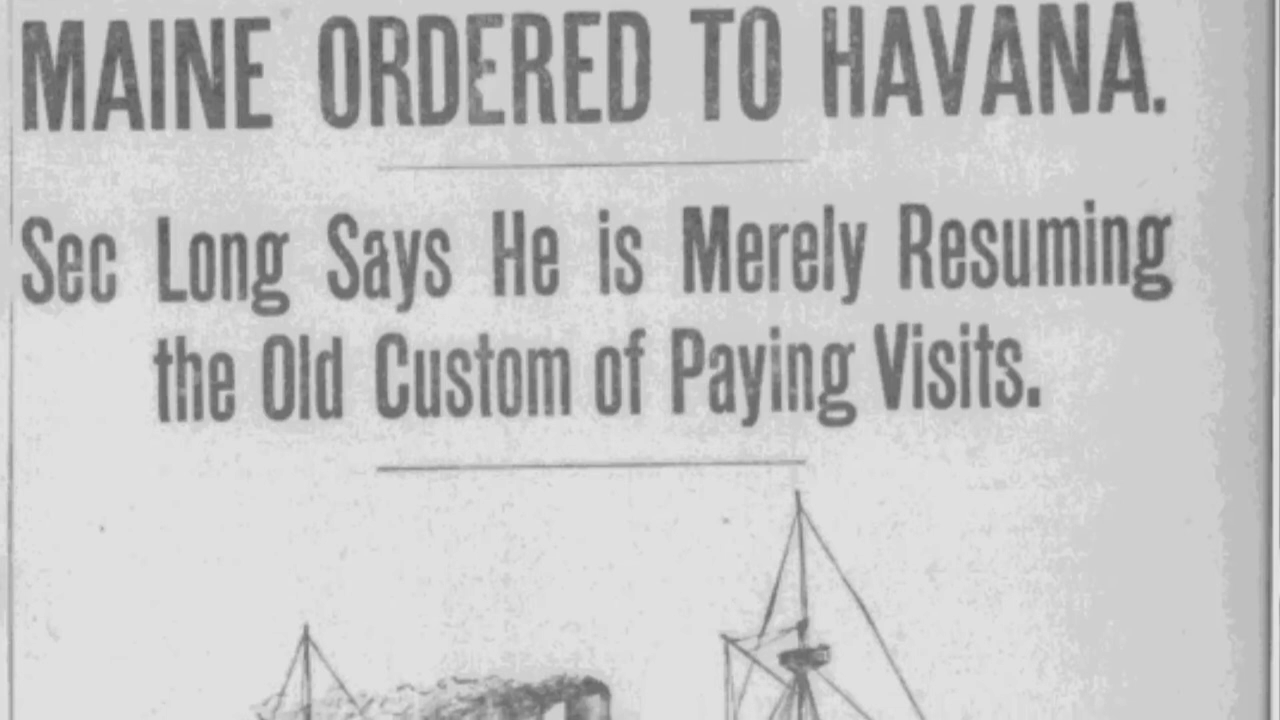 MAINE ORDERED TO HAVANA.
Sec Long Says He is Merely Resuming
the Old Custom of Paying Visits.